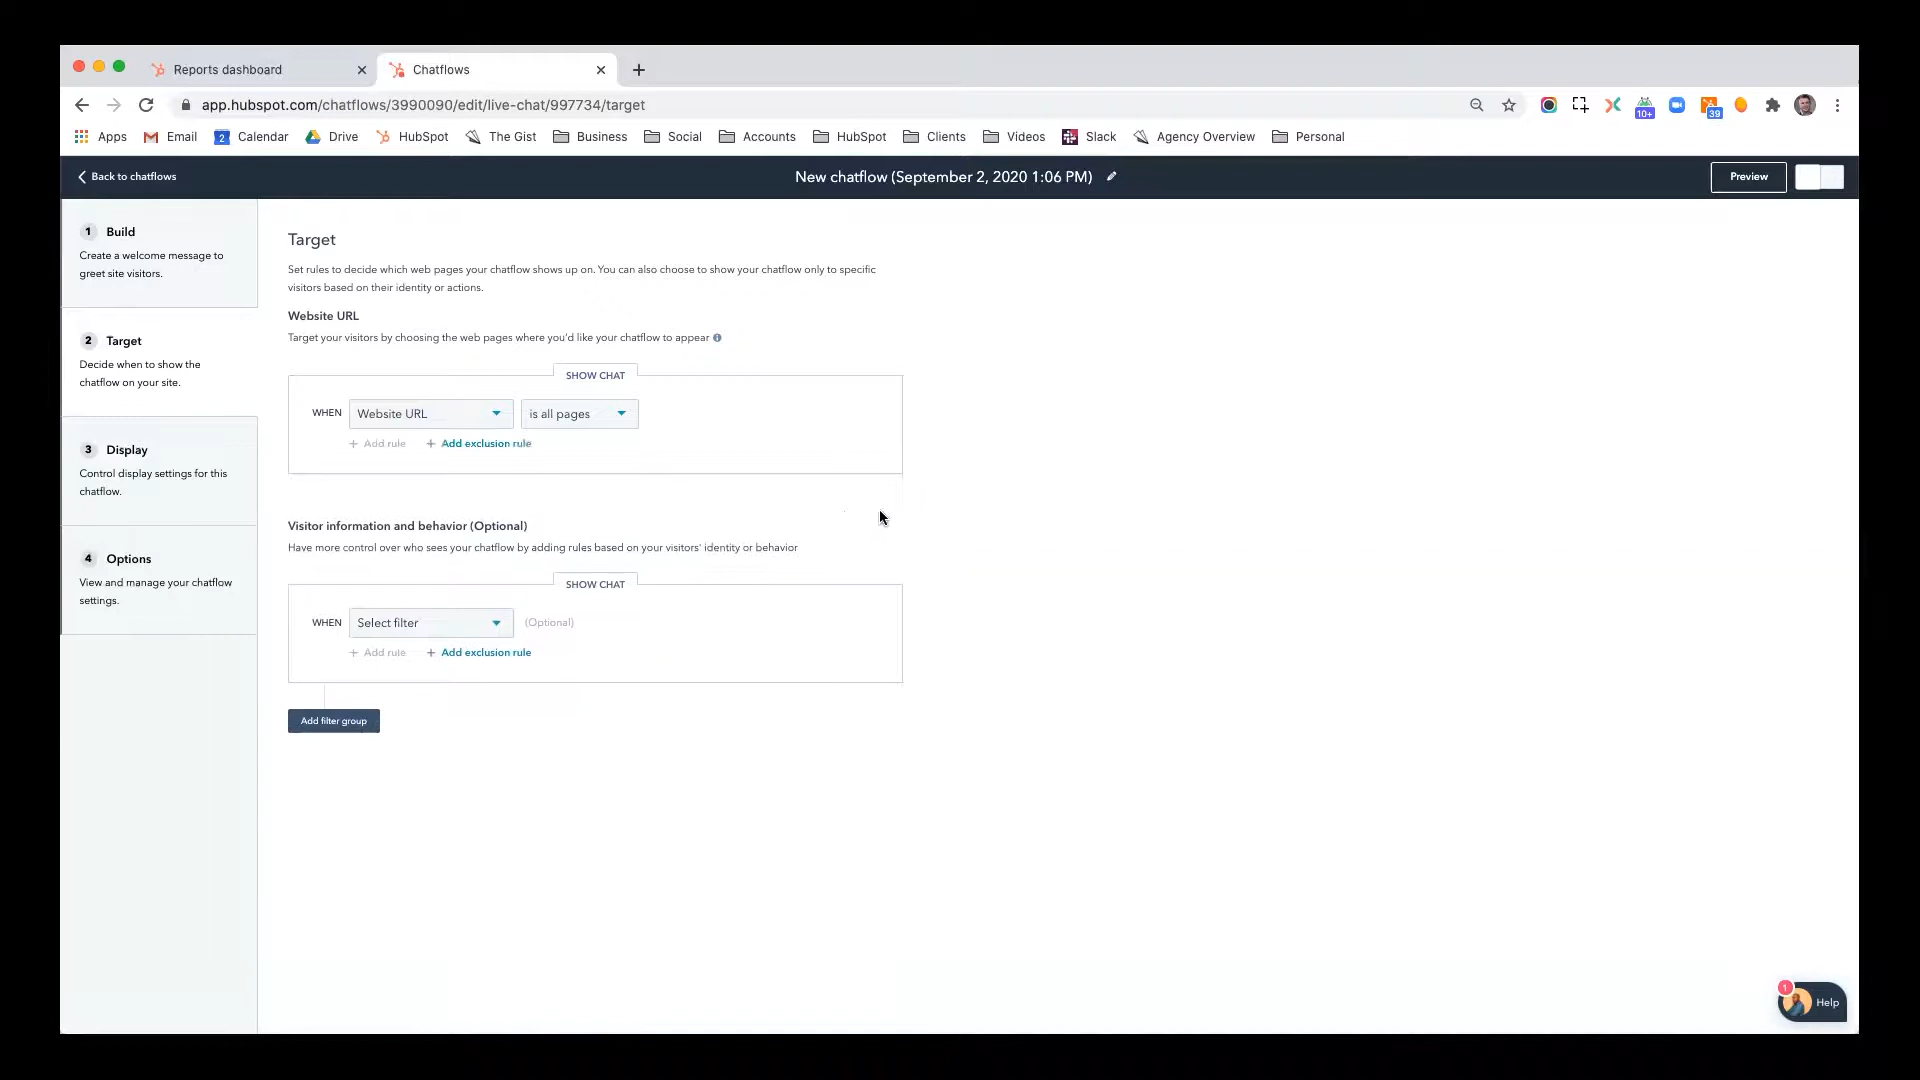 Reports dashboard
Chatflows
app.hubspot.com/chatflows/3990090/edit/live-chat/997734/target
10+
39
Apps
Email
2
Calendar
Drive
HubSpot
The Gist
Business
Social
Accounts
HubSpot
Clients
Videos
Slack
Agency Overview
Personal
Back to chatflows
New chatflow (September 2, 2020 1:06 PM)
Preview
1 Build
Create a welcome message to
greet site visitors.
2 Target
Decide when to show the
chatflow on your site.
3 Display
Control display settings for this
chatflow.
4 Options
View and manage your chatflow
settings.
Target
Set rules to decide which web pages your chatflow shows up on. You can also choose to show your chatflow only to specific
visitors based on their identity or actions.
Website URL
Target your visitors by choosing the web pages where you'd like your chatflow to appear
SHOW CHAT
WHEN Website URL is all pages
+ Add rule + Add exclusion rule
Visitor information and behavior (Optional)
Have more control over who sees your chatflow by adding rules based on your visitors' identity or behavior
SHOW CHAT
WHEN Select filter (Optional)
+ Add rule + Add exclusion rule
Add filter group
1
Help